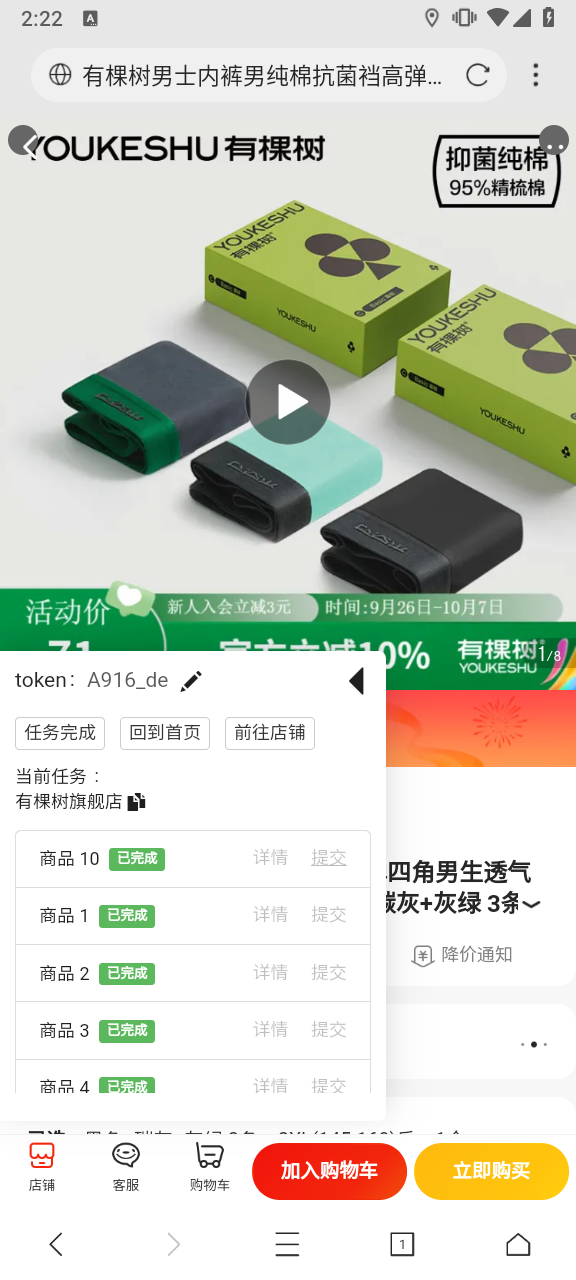 2:22
A
有棵树男士内裤男纯棉抗菌裆高弹...
YOUKESHU 有棵树
抑菌纯棉
95%精梳棉
YOUKESHU
有棵树
YOUKESHU
YOUKESHU
有棵树
YOUKESHU
活动价
新人入会立减3元
时间:9月26日-10月7日
71
官方立减10%
有棵树
YOUKESHU
1/8
token: A916_de
任务完成
回到首页
前往店铺
当前任务：
有棵树旗舰店
商品 10 已完成 详情 提交
商品 1 已完成 详情 提交
商品 2 已完成 详情 提交
商品 3 已完成 详情 提交
商品 4 已完成 详情 提交
四角男生透气
碳灰+灰绿 3条
降价通知
店铺
客服
购物车
加入购物车
立即购买
1